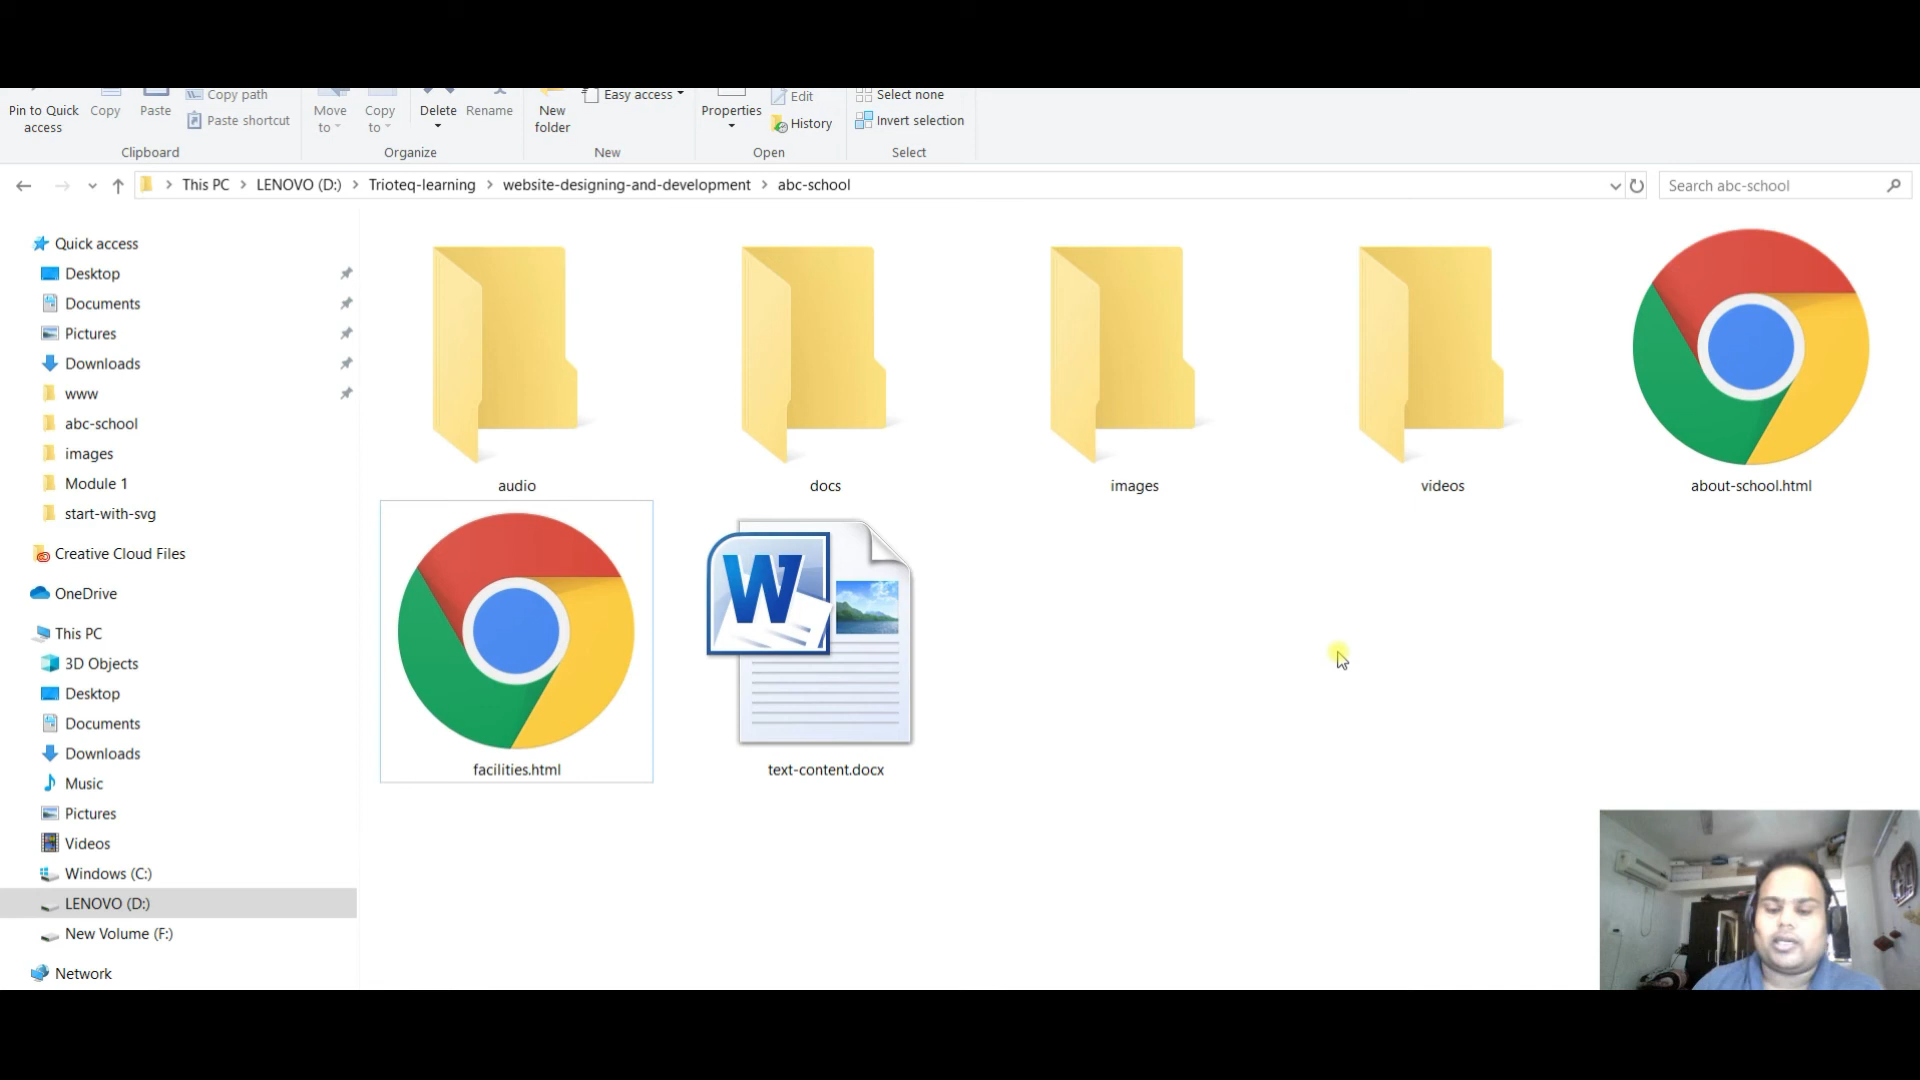 Pin to Quick
access
Copy
Paste
Copy path
Paste shortcut
Clipboard
Move
to
Copy
to
Delete
Rename
Organize
New
folder
Easy access
New
Properties
Edit
History
Open
Select none
Invert selection
Select
This PC > LENOVO (D:) > Trioteq-learning > website-designing-and-development > abc-school
Search abc-school
Quick access
Desktop
Documents
Pictures
Downloads
www
abc-school
images
Module 1
start-with-svg
Creative Cloud Files
OneDrive
This PC
3D Objects
Desktop
Documents
Downloads
Music
Pictures
Videos
Windows (C:)
LENOVO (D:)
New Volume (F:)
Network
audio
docs
images
videos
about-school.html
facilities.html
W
text-content.docx